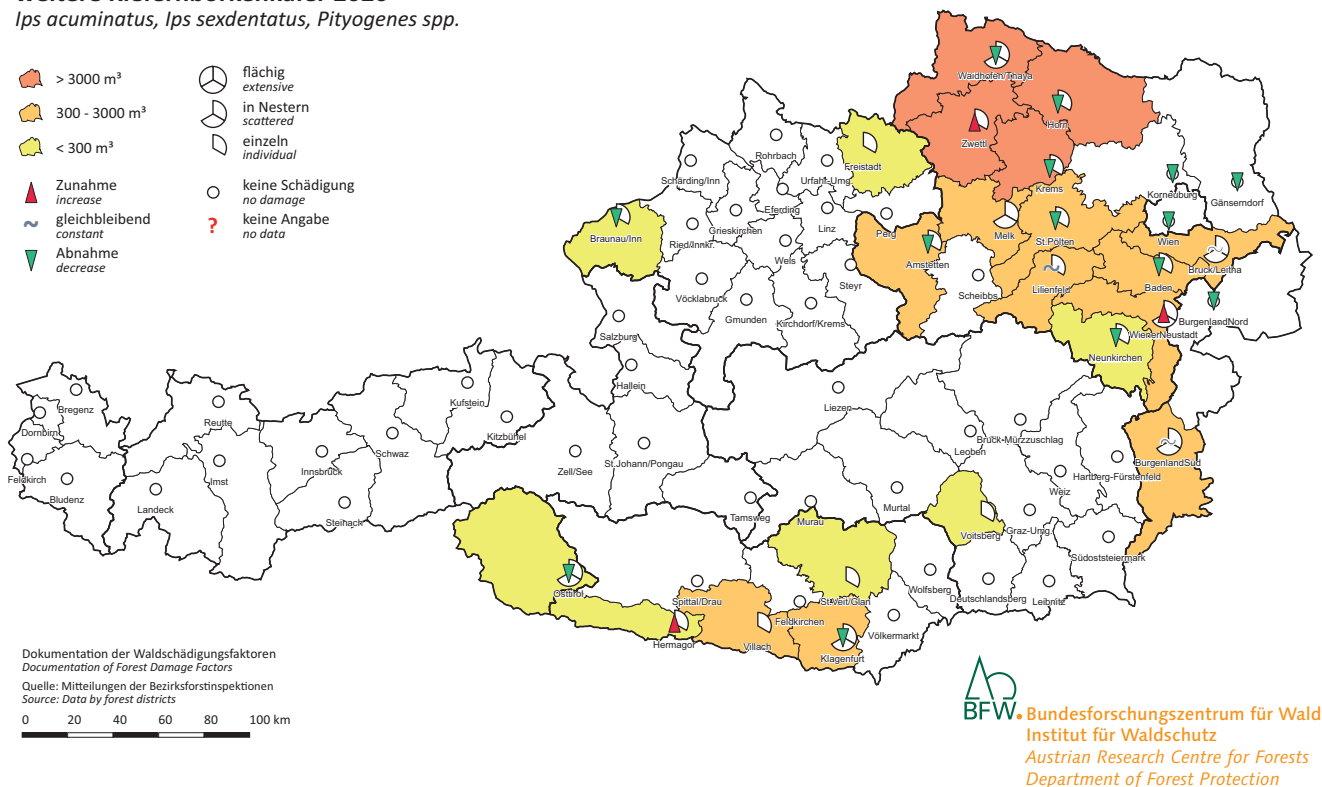 Ips acuminatus, Ips sexdentatus, Pityogenes spp.
> 3000 m³
300 - 3000 m³
< 300 m³
Zunahme
increase
gleichbleibend
constant
Abnahme
decrease
flächig
extensive
in Nestern
scattered
einzeln
individual
keine Schädigung
no damage
?
keine Angabe
no data
Waidhofen/Thaya
Horn
Zwettl
Krems
Rohrbach
Freistadt
Schärding/Inn
Urfahr-Umg.
Korneuburg
Gänserndorf
Eferding
Grieskirchen
Linz
Perg
Melk
St.Pölten
Wien
Braunau/Inn
Ried/Innkr.
Wels
Amstetten
Bruck/Leitha
Steyr
Scheibbs
Lilienfeld
Baden
Vöcklabruck
Gmunden
Kirchdorf/Krems
BurgenlandNord
WienerNeustadt
Salzburg
Neunkirchen
Hallein
Bregenz
Kufstein
Liezen
Dornbirn
Reutte
Kitzbühel
Bruck-Mürzzuschlag
Schwaz
Leoben
Feldkirch
Innsbruck
Zell/See
St.Johann/Pongau
BurgenlandSüd
Hartberg-Fürstenfeld
Bludenz
Imst
Weiz
Landeck
Steinach
Tamsweg
Murau
Murtal
Voitsberg
Graz-Umg.
Südoststeiermark
Osttirol
Spittal/Drau
St.Veit/Glan
Wolfsberg
Deutschlandsberg
Leibnitz
Feldkirchen
Völkermarkt
Hermagor
Villach
Klagenfurt
Dokumentation der Waldschädigungsfaktoren
Documentation of Forest Damage Factors
Quelle: Mitteilungen der Bezirksforstinspektionen
Source: Data by forest districts
0 20 40 60 80 100 km
BFW.
Bundesforschungszentrum für Wald
Institut für Waldschutz
Austrian Research Centre for Forests
Department of Forest Protection